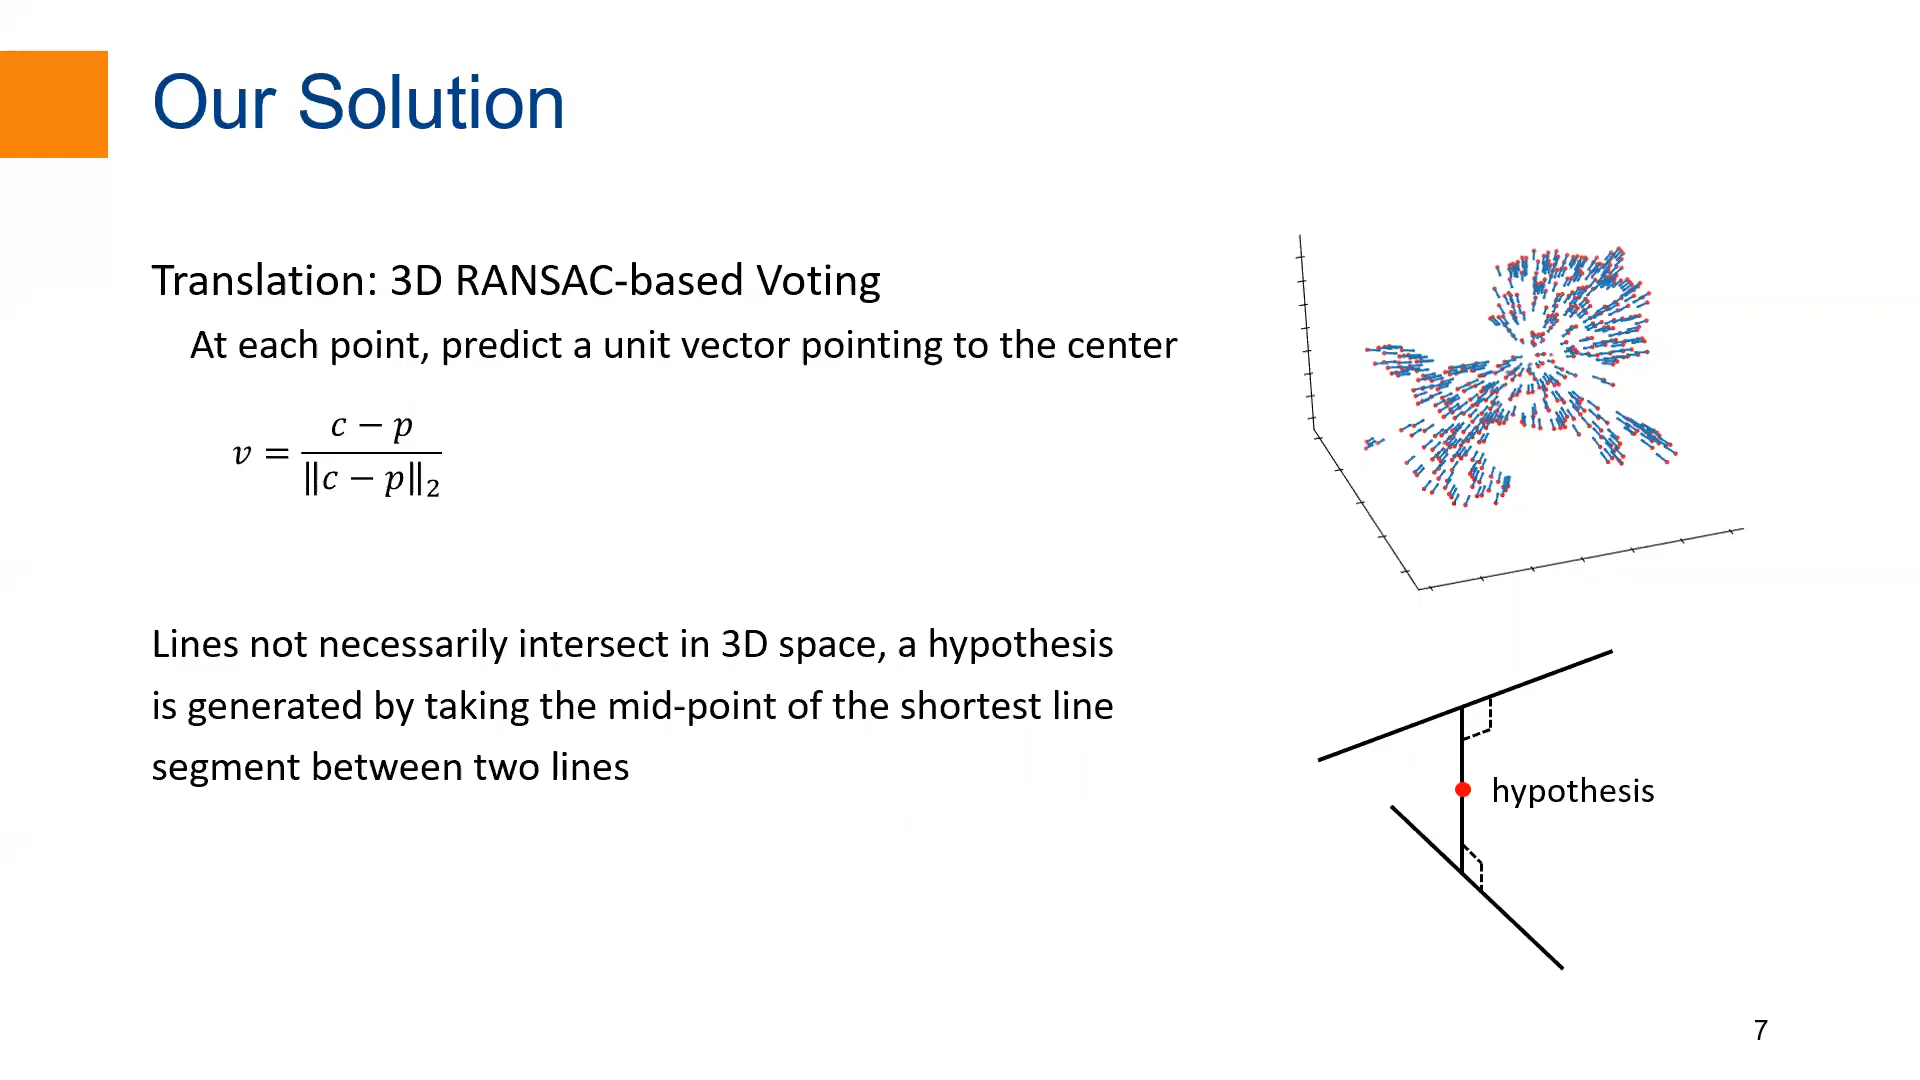 Our Solution
Translation: 3D RANSAC-based Voting
At each point, predict a unit vector pointing to the center
𝑣 = (𝑐 − 𝑝) / ‖𝑐 − 𝑝‖₂
Lines not necessarily intersect in 3D space, a hypothesis
is generated by taking the mid-point of the shortest line
segment between two lines
hypothesis
7